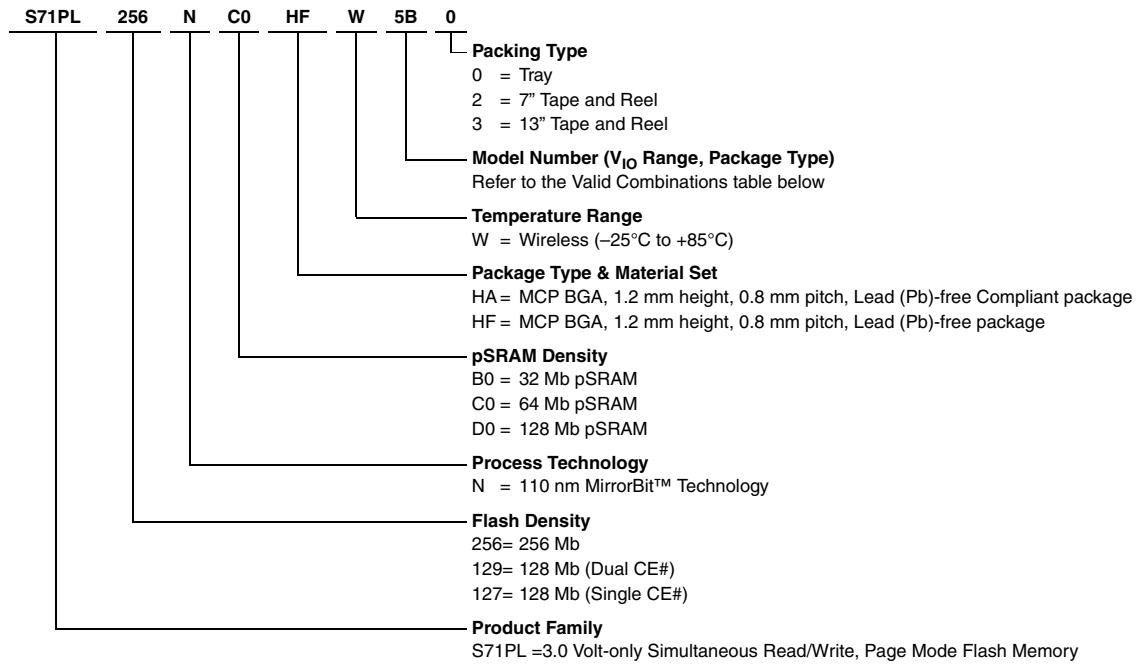 S71PL 256 N C0 HF W 5B 0
Packing Type
0 = Tray
2 = 7” Tape and Reel
3 = 13” Tape and Reel
Model Number (VIO Range, Package Type)
Refer to the Valid Combinations table below
Temperature Range
W = Wireless (–25°C to +85°C)
Package Type & Material Set
HA = MCP BGA, 1.2 mm height, 0.8 mm pitch, Lead (Pb)-free Compliant package
HF = MCP BGA, 1.2 mm height, 0.8 mm pitch, Lead (Pb)-free package
pSRAM Density
B0 = 32 Mb pSRAM
C0 = 64 Mb pSRAM
D0 = 128 Mb pSRAM
Process Technology
N = 110 nm MirrorBit™ Technology
Flash Density
256= 256 Mb
129= 128 Mb (Dual CE#)
127= 128 Mb (Single CE#)
Product Family
S71PL =3.0 Volt-only Simultaneous Read/Write, Page Mode Flash Memory